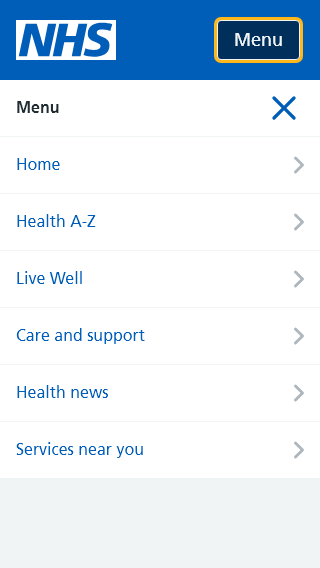 NHS
Menu
Menu
Home
Health A-Z
Live Well
Care and support
Health news
Services near you